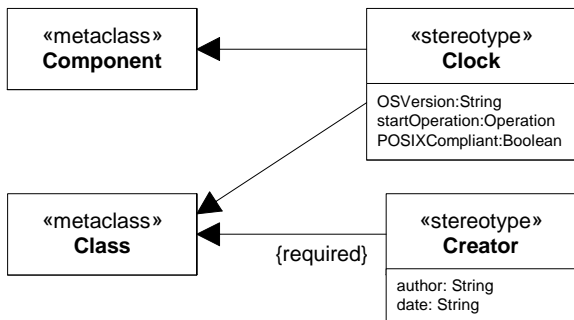 «metaclass»
Component
«stereotype»
Clock
OSVersion:String
startOperation:Operation
POSIXCompliant:Boolean
«metaclass»
Class
{required}
«stereotype»
Creator
author: String
date: String